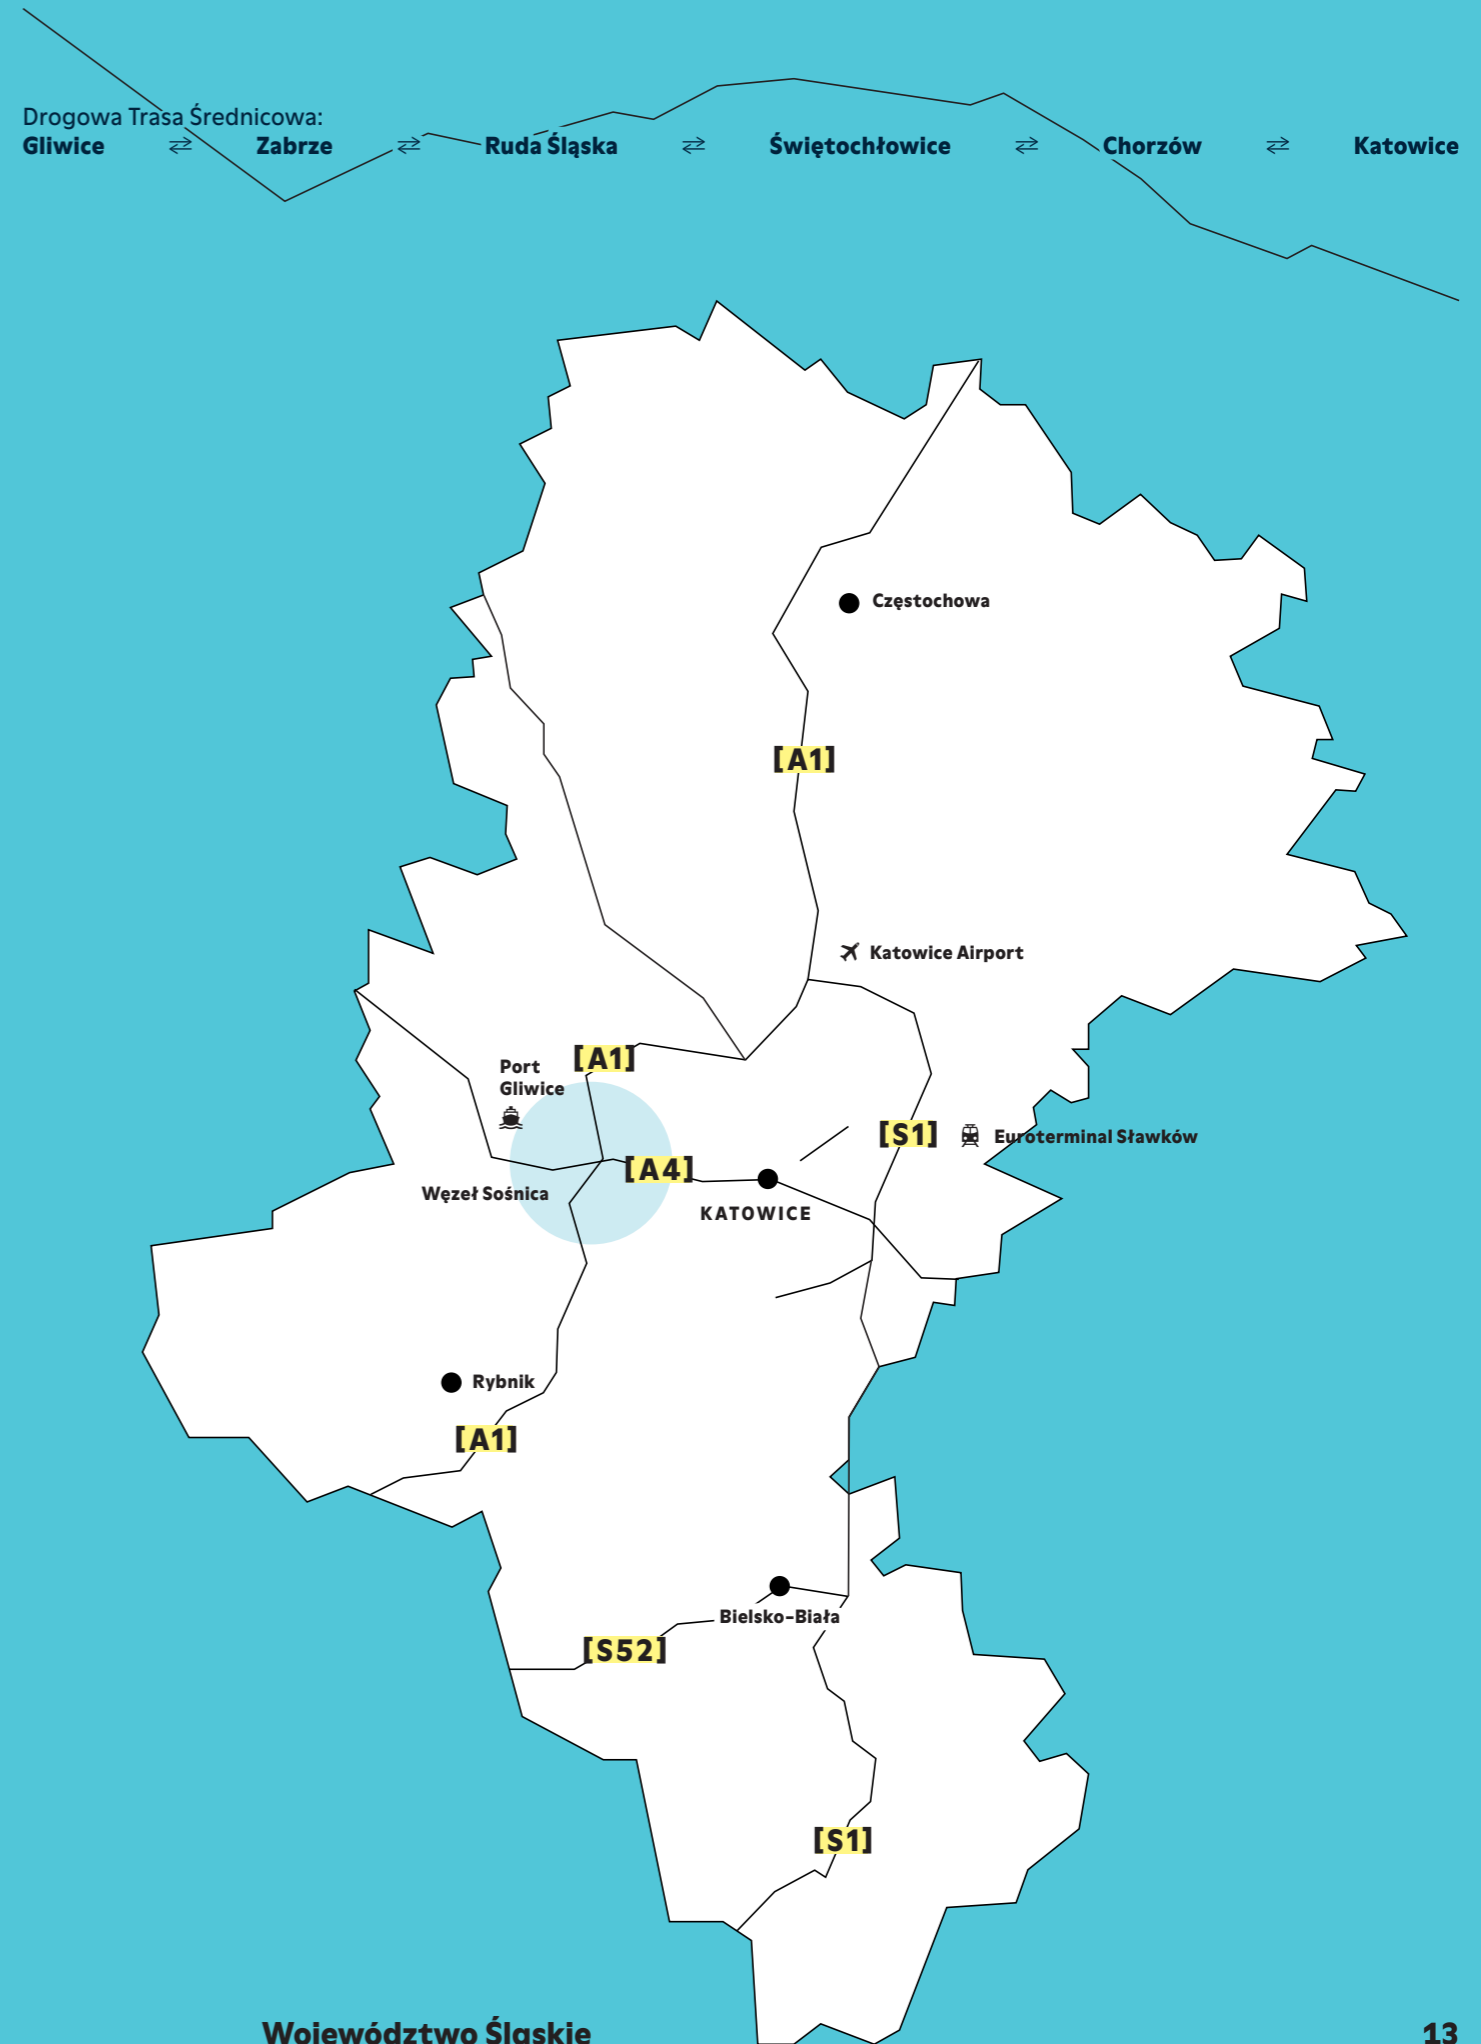 Drogowa Trasa Średnicowa:
Gliwice ⇄ Zabrze ⇄ Ruda Śląska ⇄ Świętochłowice ⇄ Chorzów ⇄ Katowice
Częstochowa
[A1]
Katowice Airport
[A1]
Port
Gliwice
[S1]
Euroterminal Sławków
[A4]
Węzeł Sośnica
KATOWICE
Rybnik
[A1]
Bielsko-Biała
[S52]
[S1]
Województwo Śląskie
13